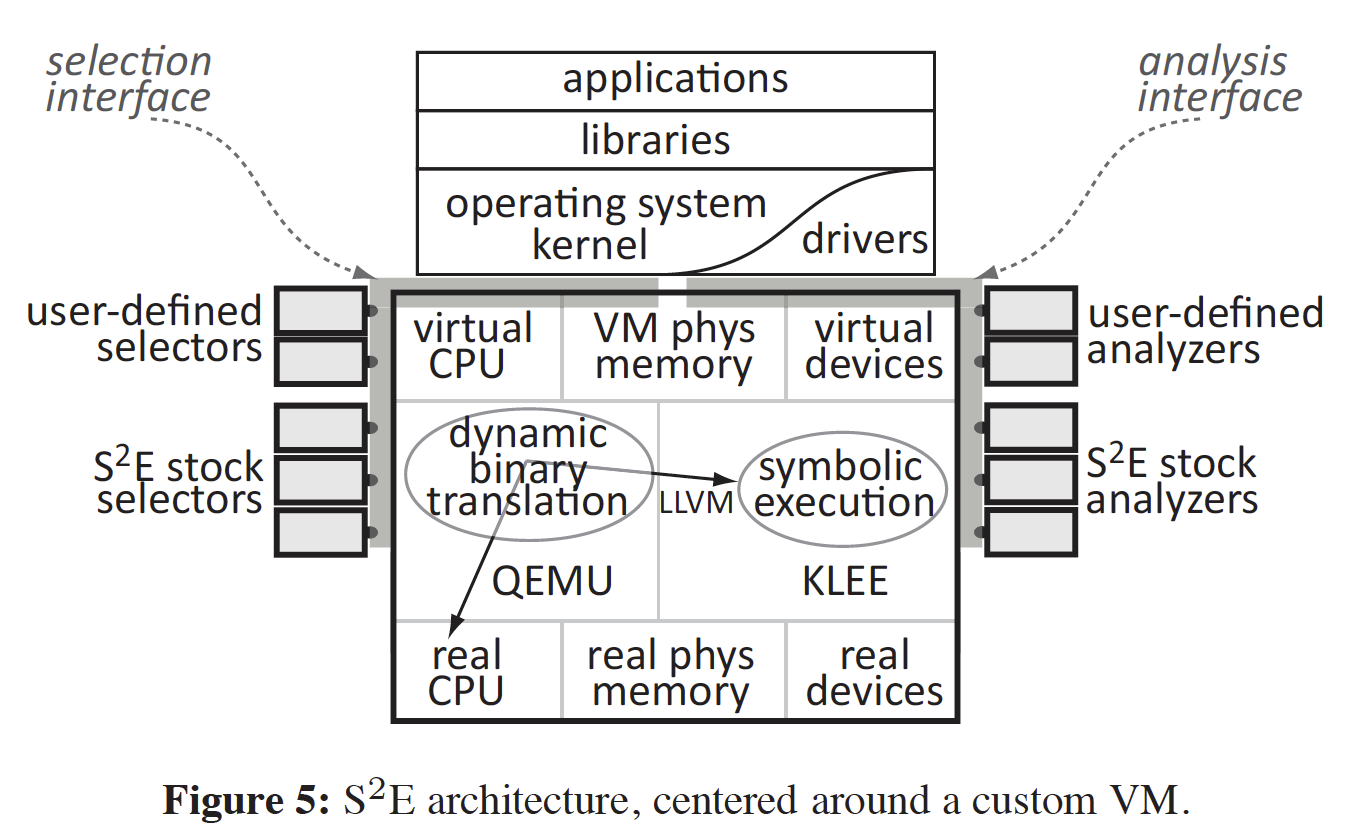 selection
interface
analysis
interface
applications
libraries
operating system
kernel
drivers
user-defined
selectors
virtual
CPU
VM phys
memory
virtual
devices
user-defined
analyzers
S²E stock
selectors
dynamic
binary
translation
LLVM
symbolic
execution
S²E stock
analyzers
QEMU
KLEE
real
CPU
real phys
memory
real
devices
Figure 5: S²E architecture, centered around a custom VM.